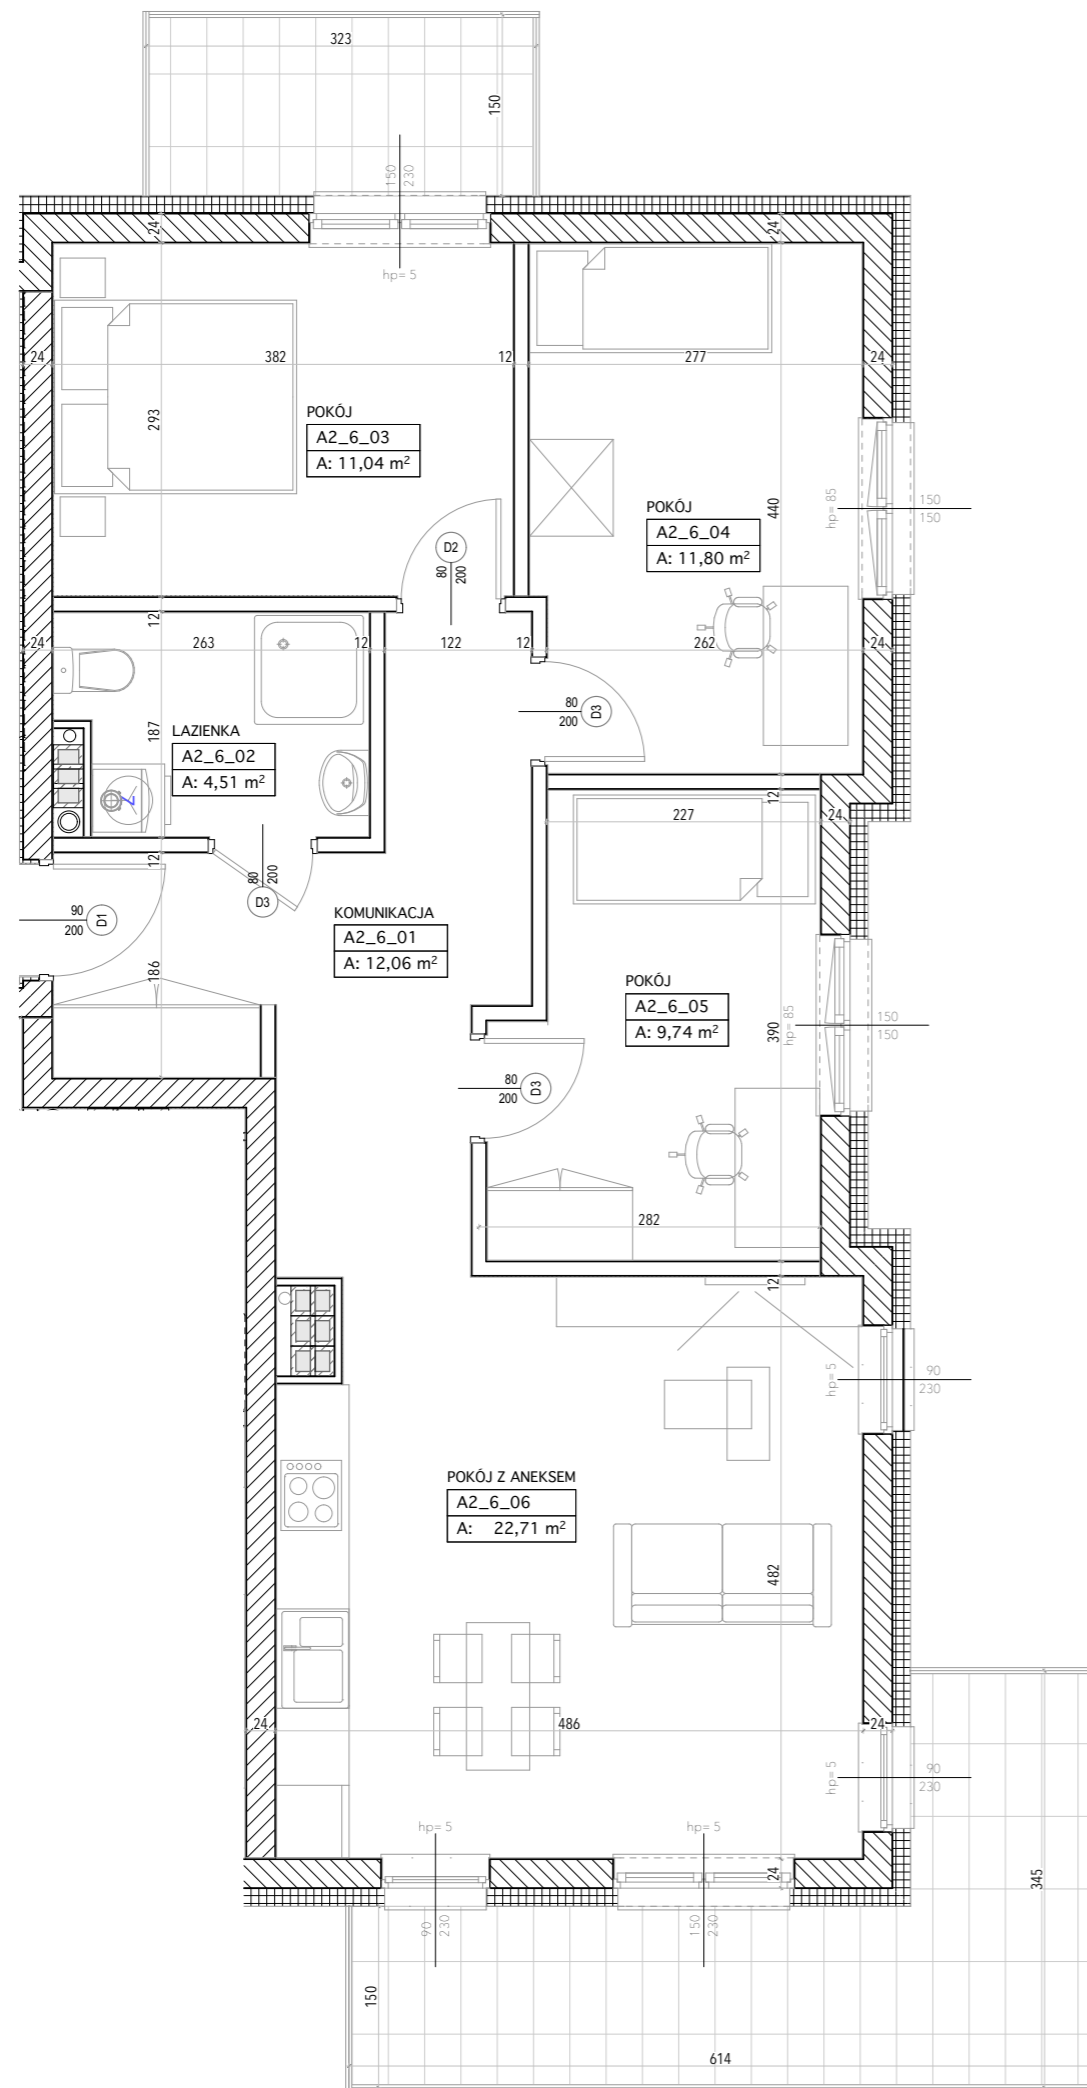 323
150
150
230
24
24
hp= 5
24
382
12
277
24
293
POKÓJ
A2_6_03
A: 11,04 m²
440
hp= 85
150
150
POKÓJ
A2_6_04
A: 11,80 m²
D2
80
200
12
24
263
12
122
12
262
24
80
200
D3
187
LAZIENKA
A2_6_02
A: 4,51 m²
12
227
24
12
80
200
D3
90
200
D1
KOMUNIKACJA
A2_6_01
A: 12,06 m²
186
POKÓJ
A2_6_05
A: 9,74 m²
390
hp= 85
150
150
80
200
D3
282
12
hp= 5
90
230
POKÓJ Z ANEKSEM
A2_6_06
A: 22,71 m²
482
24
486
24
hp= 5
90
230
hp= 5
hp= 5
24
90
230
150
230
345
150
614